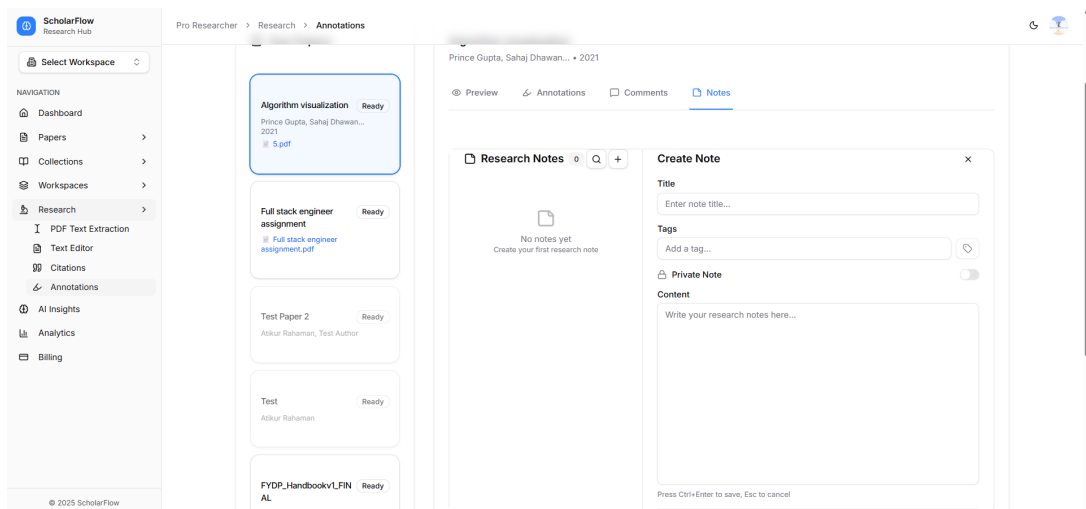 ScholarFlow
Research Hub
Select Workspace
NAVIGATION
Dashboard
Papers
Collections
Workspaces
Research
PDF Text Extraction
Text Editor
Citations
Annotations
AI Insights
Analytics
Billing
© 2025 ScholarFlow
Pro Researcher > Research > Annotations
Algorithm visualization Ready
Prince Gupta, Sahaj Dhawan...
2021
5.pdf
Full stack engineer Ready
assignment
Full stack engineer
assignment.pdf
Test Paper 2 Ready
Atikur Rahaman, Test Author
Test Ready
Atikur Rahaman
FYDP_Handbookv1_FIN Ready
AL
Prince Gupta, Sahaj Dhawan... • 2021
Preview Annotations Comments Notes
Research Notes 0
No notes yet
Create your first research note
Create Note
Title
Enter note title...
Tags
Add a tag...
Private Note
Content
Write your research notes here...
Press Ctrl+Enter to save, Esc to cancel